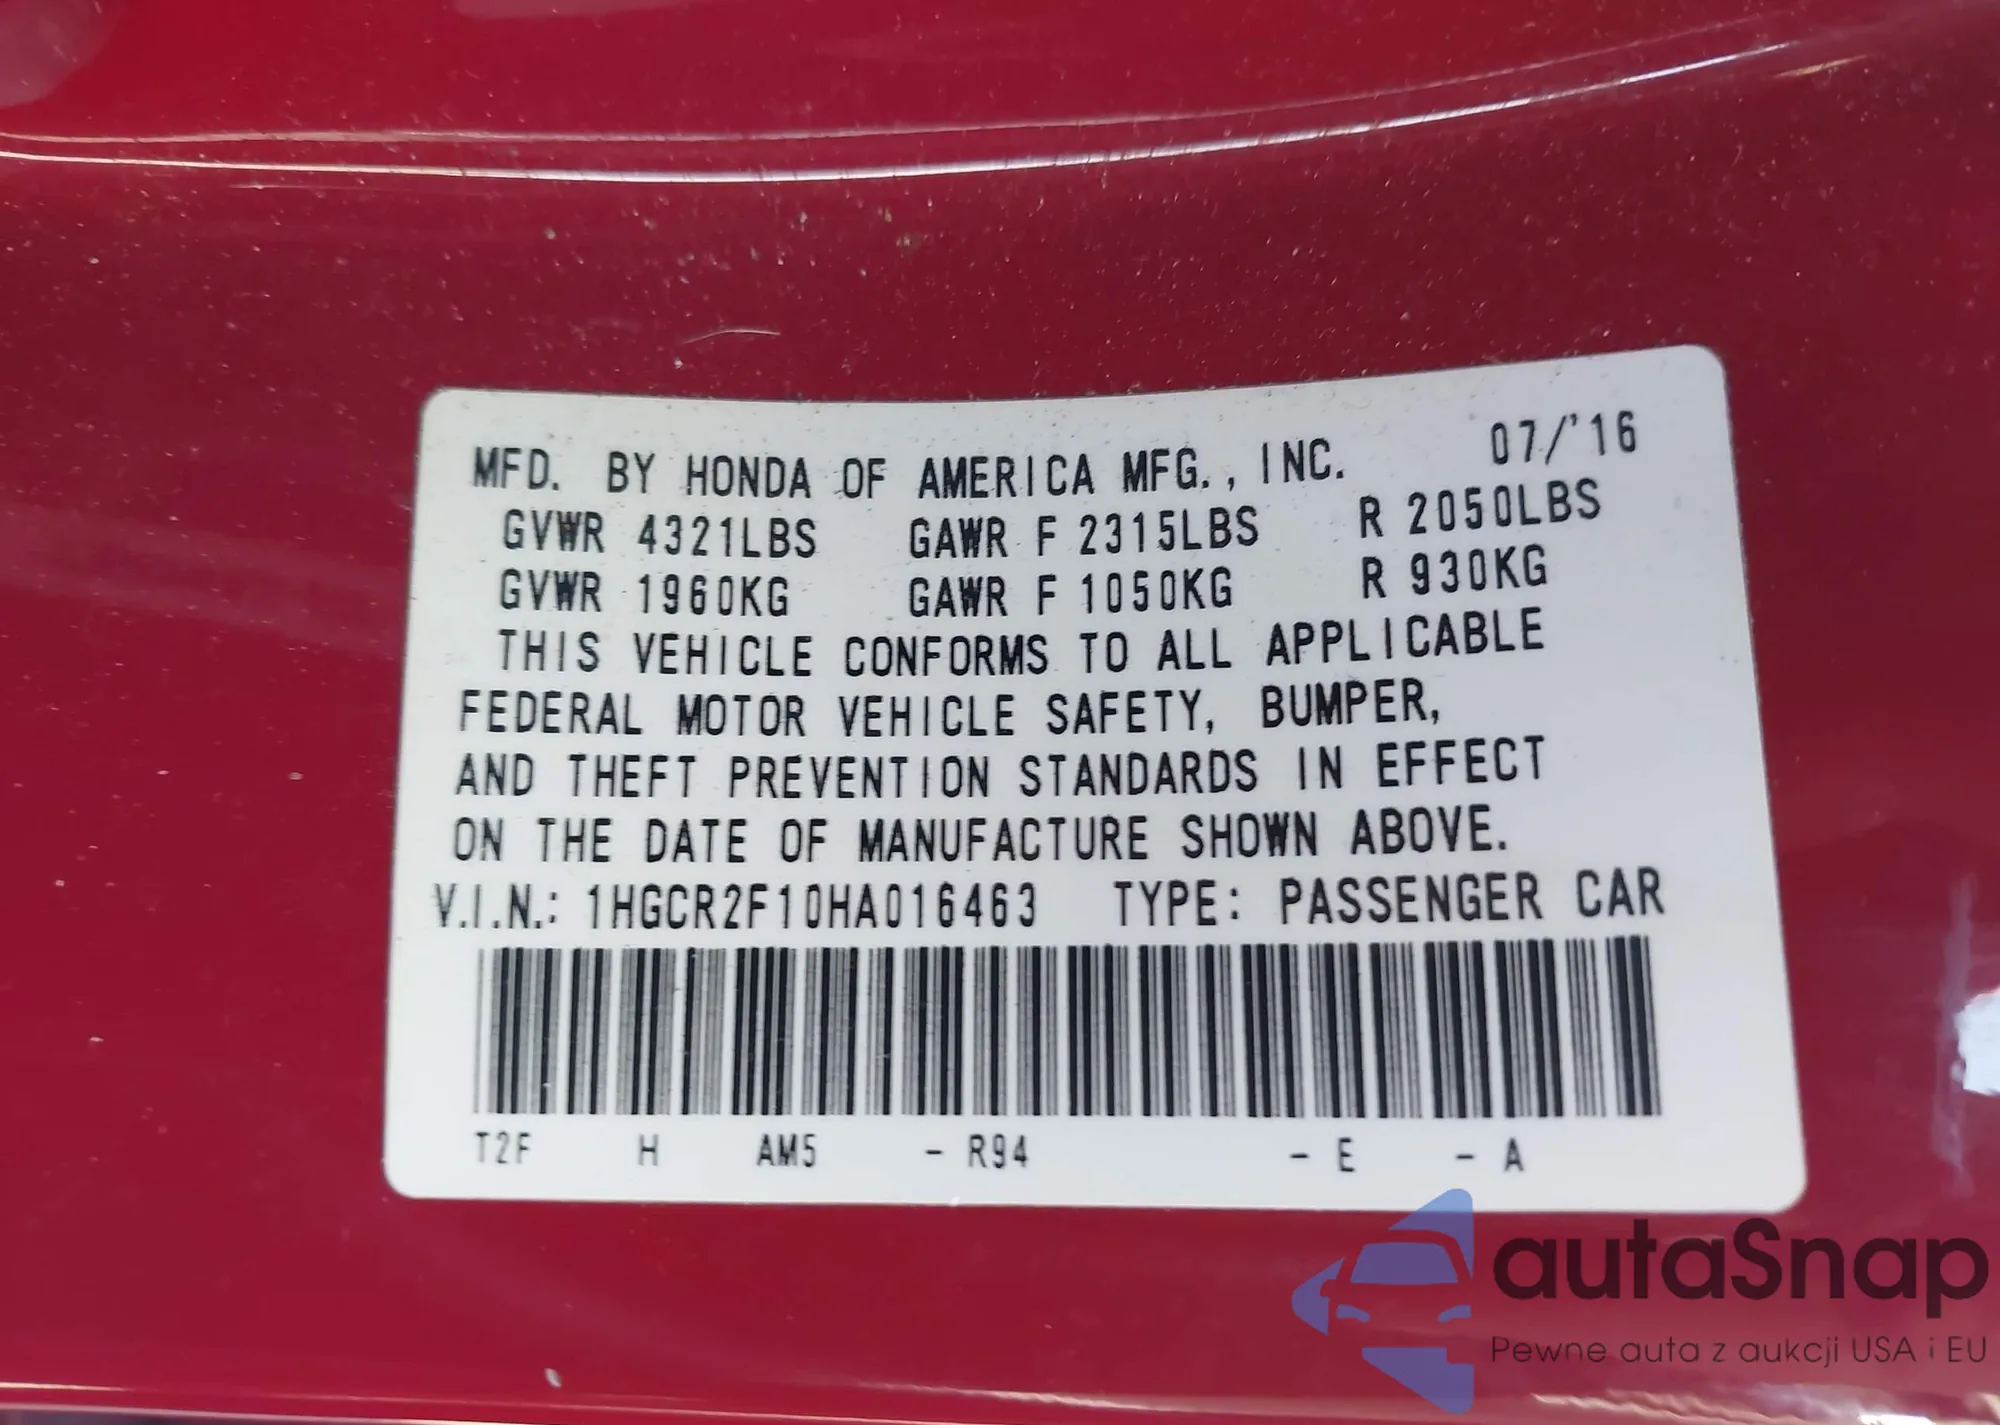 MFD. BY HONDA OF AMERICA MFG., INC. 07/'16
GVWR 4321LBS GAWR F 2315LBS R 2050LBS
GVWR 1960KG GAWR F 1050KG R 930KG
THIS VEHICLE CONFORMS TO ALL APPLICABLE
FEDERAL MOTOR VEHICLE SAFETY, BUMPER,
AND THEFT PREVENTION STANDARDS IN EFFECT
ON THE DATE OF MANUFACTURE SHOWN ABOVE.
V.I.N.: 1HGCR2F10HA016463 TYPE: PASSENGER CAR
T2F H AM5 - R94 - E - A
autaSnap
Pewne auta z aukcji USA i EU